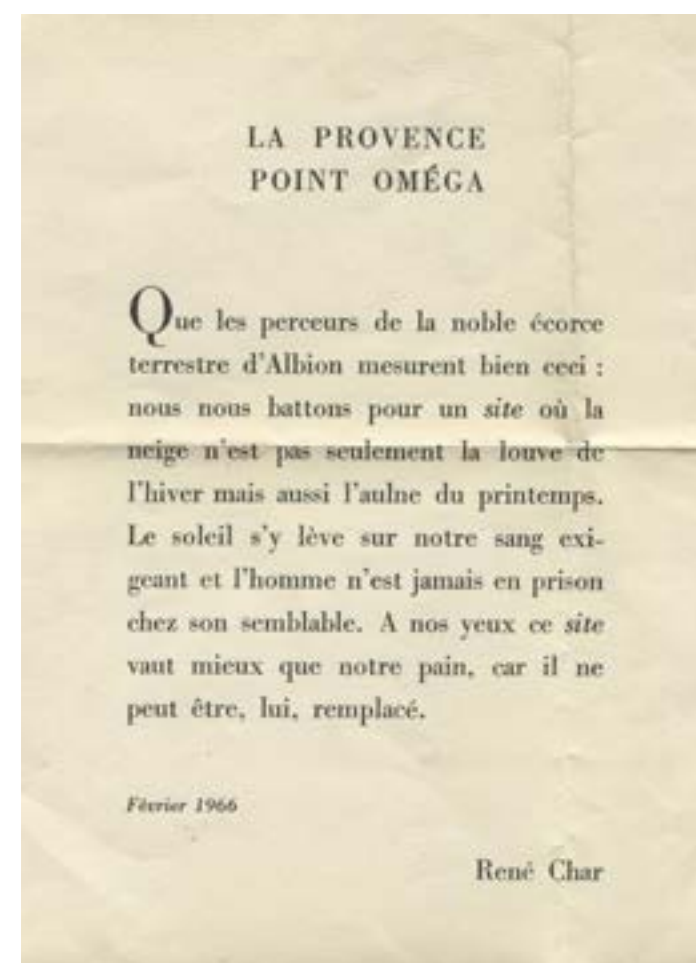 LA PROVENCE
POINT OMÉGA
Que les perceurs de la noble écorce
terrestre d'Albion mesurent bien ceci :
nous nous battons pour un site où la
neige n'est pas seulement la louve de
l'hiver mais aussi l'aulne du printemps.
Le soleil s'y lève sur notre sang exi-
geant et l'homme n'est jamais en prison
chez son semblable. A nos yeux ce site
vaut mieux que notre pain, car il ne
peut être, lui, remplacé.
Février 1966
René Char